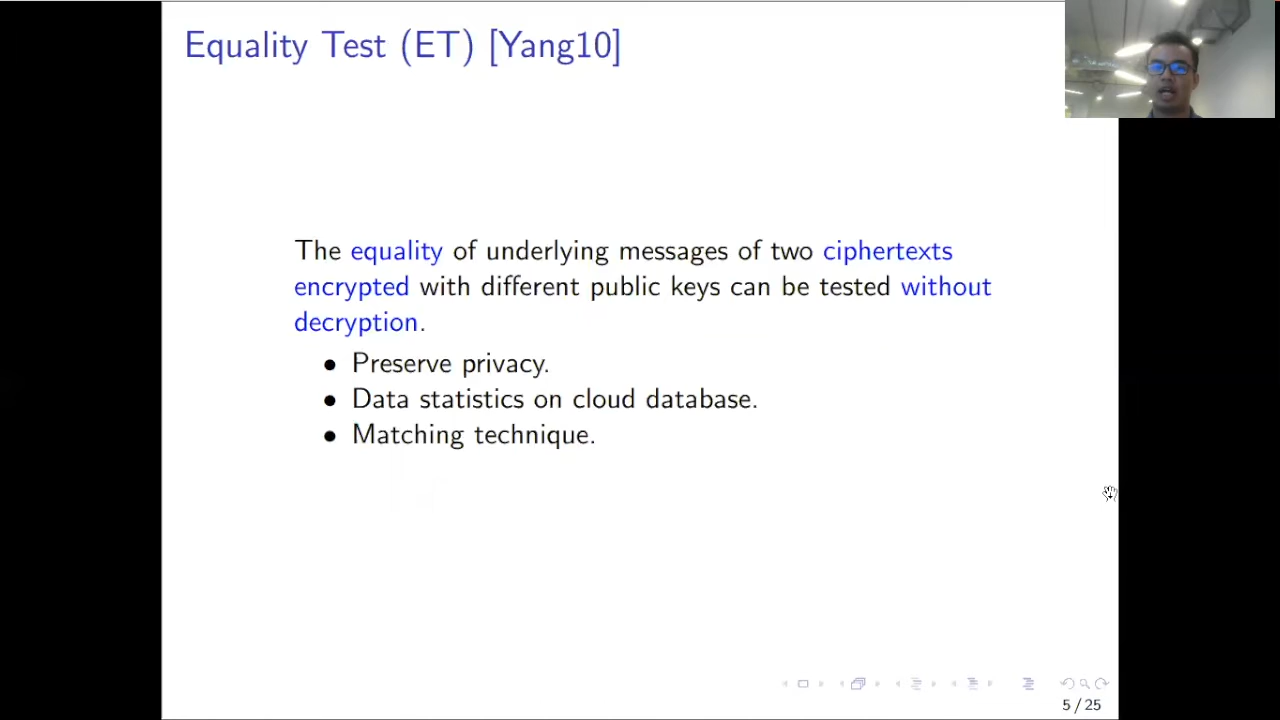 Equality Test (ET) [Yang10]
The equality of underlying messages of two ciphertexts
encrypted with different public keys can be tested without
decryption.
• Preserve privacy.
• Data statistics on cloud database.
• Matching technique.
5 / 25